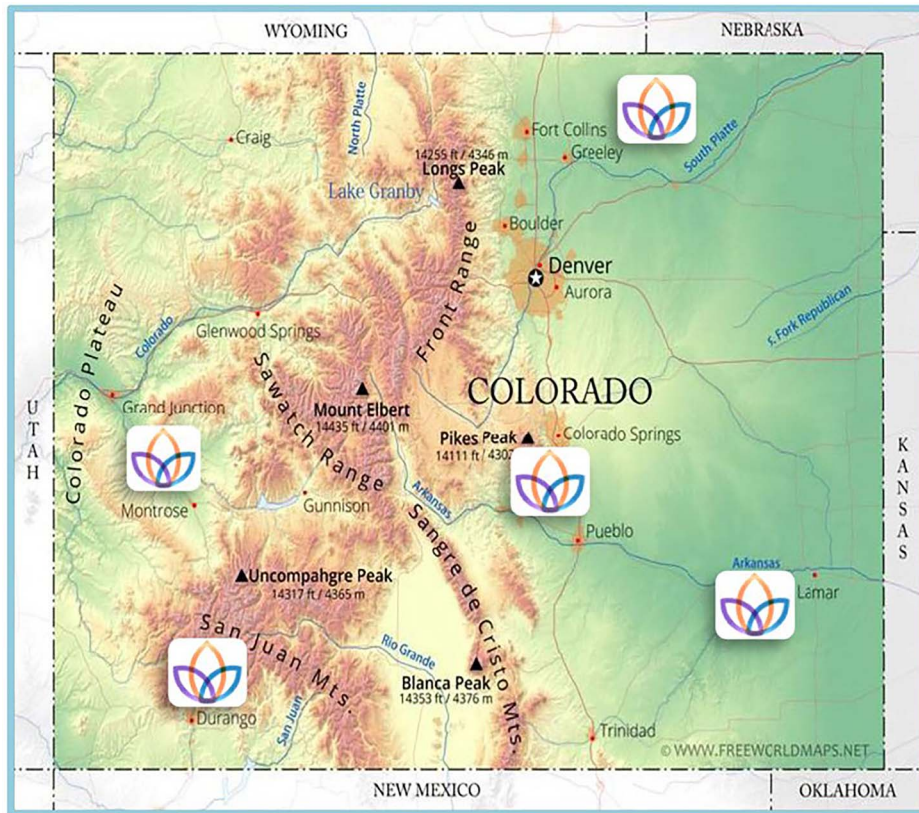 WYOMING
NEBRASKA
North Platte
Craig
14255 ft / 4346 m
Longs Peak
Fort Collins
Greeley
South Platte
Lake Granby
Boulder
Denver
Aurora
Front Range
S. Fork Republican
Colorado Plateau
Colorado
Glenwood Springs
Sawatch Range
COLORADO
Mount Elbert
14435 ft / 4401 m
Grand Junction
UTAH
KANSAS
Pikes Peak
14111 ft / 4302
Colorado Springs
Montrose
Gunnison
Arkansas
Pueblo
Sangre de Cristo Mts.
Arkansas
Lamar
Uncompahgre Peak
14317 ft / 4365 m
San Juan Mts.
Rio Grande
Blanca Peak
14353 ft / 4376 m
Durango
San Juan
Trinidad
© WWW.FREEWORLDMAPS.NET
NEW MEXICO
OKLAHOMA